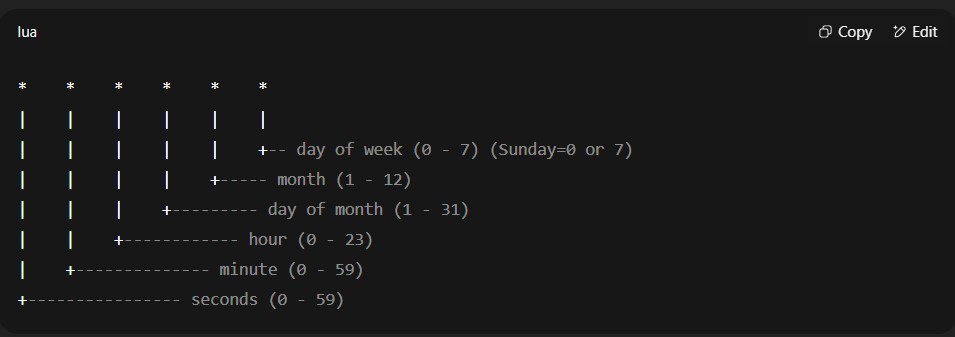 lua
Copy Edit
*    *    *    *    *    *
|    |    |    |    |    |
|    |    |    |    |    +-- day of week (0 - 7) (Sunday=0 or 7)
|    |    |    |    +----- month (1 - 12)
|    |    |    +--------- day of month (1 - 31)
|    |    +------------ hour (0 - 23)
|    +-------------- minute (0 - 59)
+---------------- seconds (0 - 59)